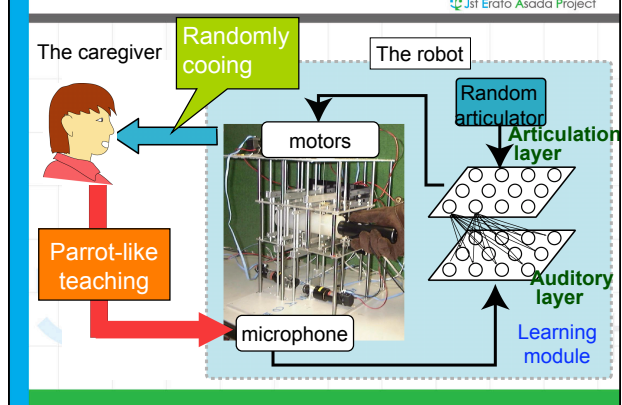 Jst Erato Asada Project
The caregiver
Randomly
cooing
The robot
Random
articulator
Articulation
layer
motors
Parrot-like
teaching
Auditory
layer
microphone
Learning
module